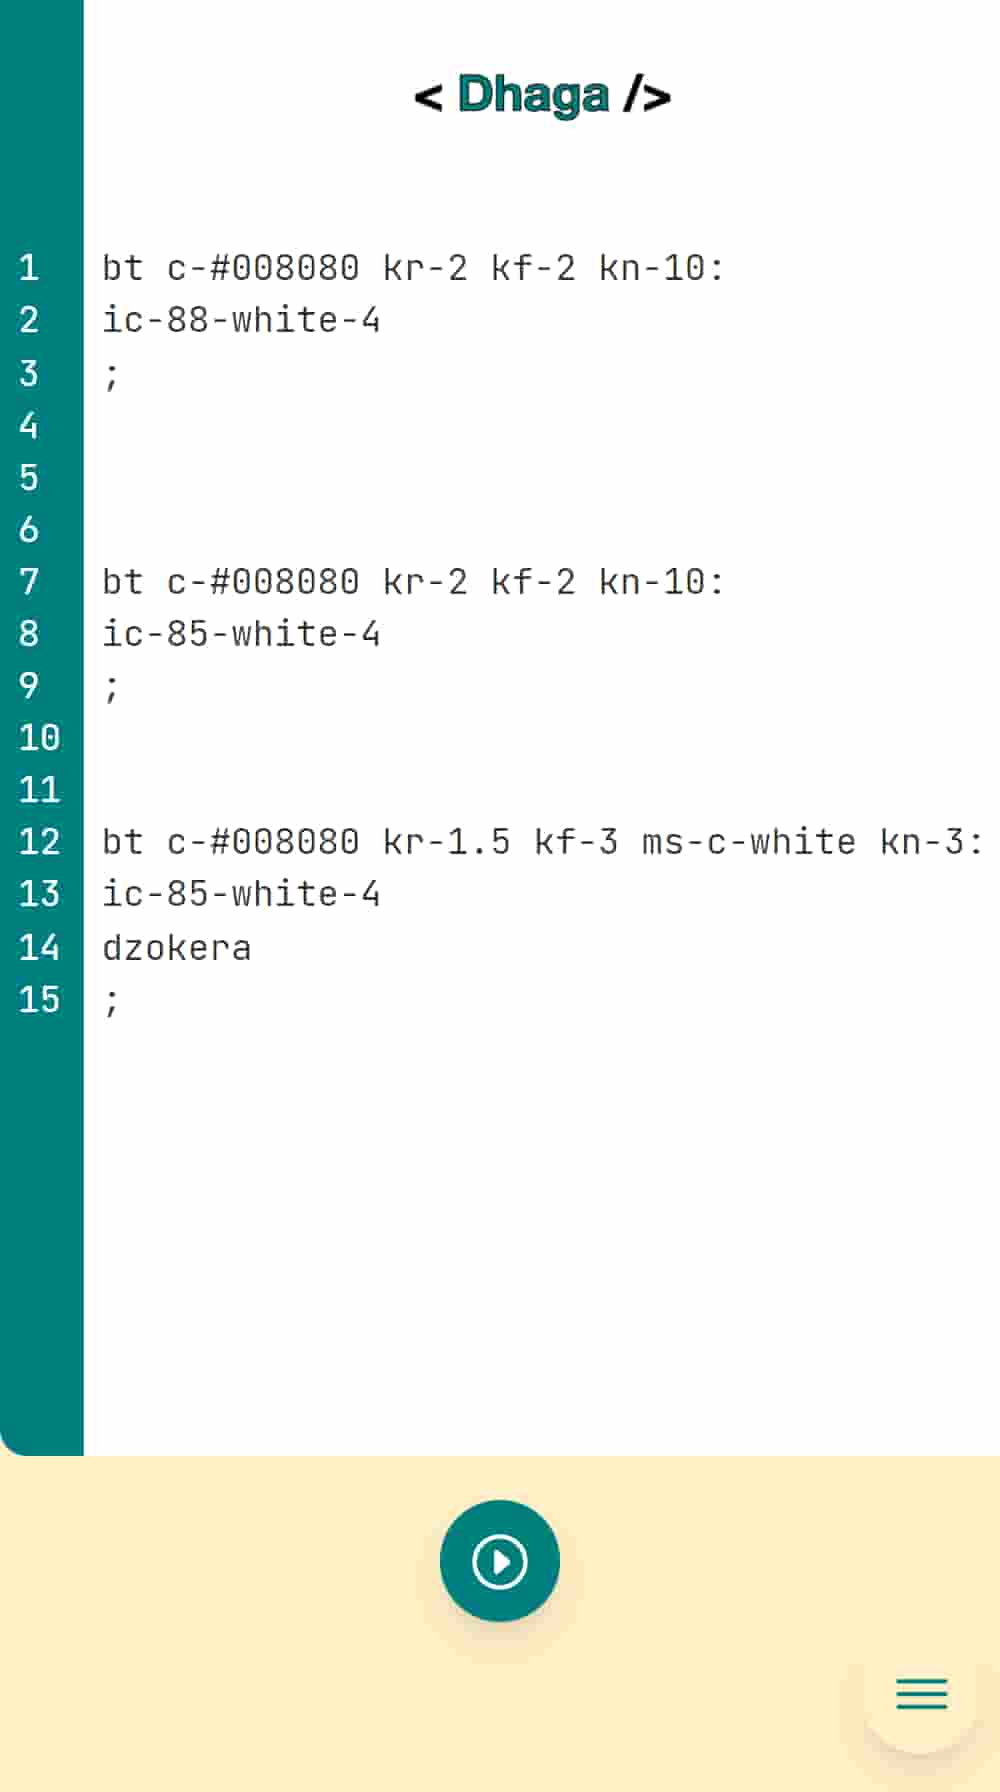 < Dhaga />
1 bt c-#008080 kr-2 kf-2 kn-10:
2 ic-88-white-4
3 ;
4
5
6
7 bt c-#008080 kr-2 kf-2 kn-10:
8 ic-85-white-4
9 ;
10
11
12 bt c-#008080 kr-1.5 kf-3 ms-c-white kn-3:
13 ic-85-white-4
14 dzokera
15 ;